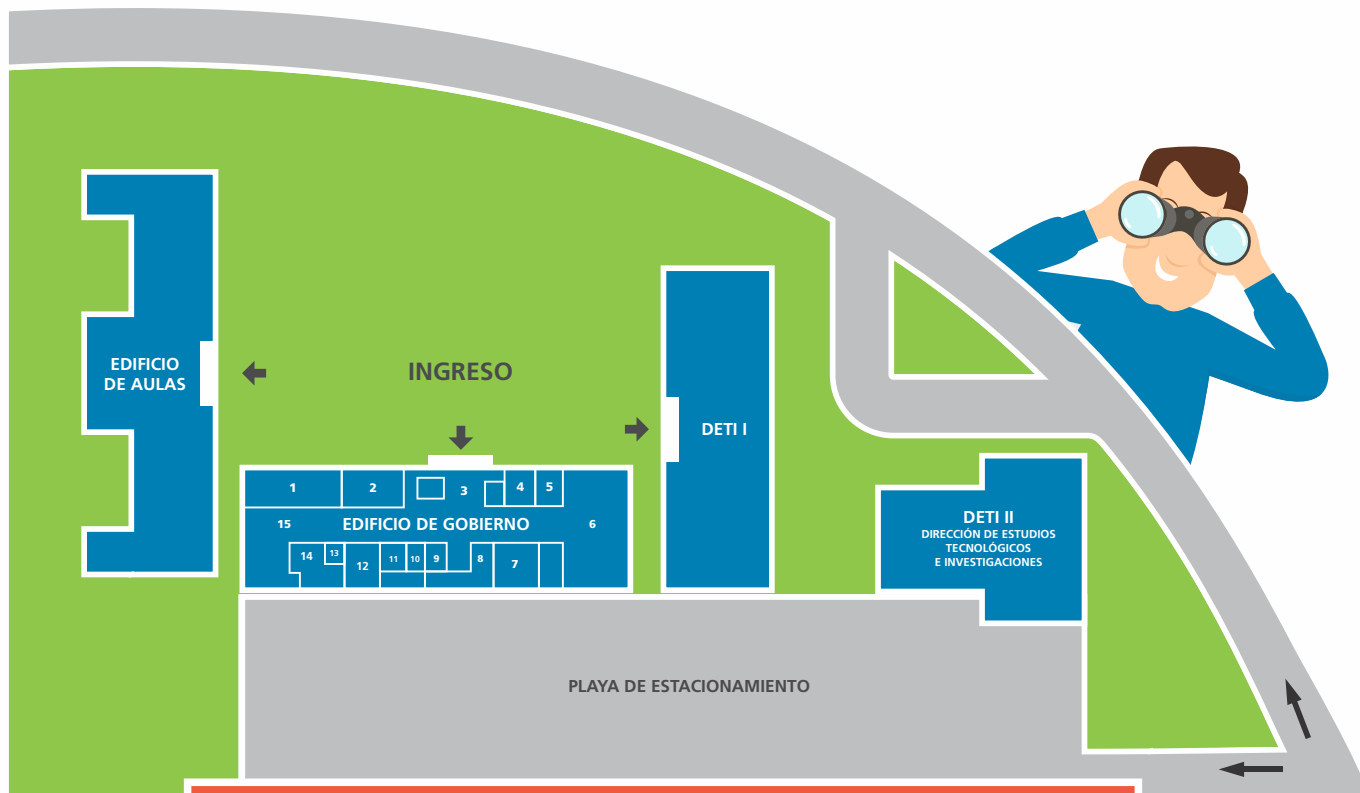 EDIFICIO
DE AULAS
INGRESO
DETI I
1
2
3
4
5
15
EDIFICIO DE GOBIERNO
6
14
13
12
11
10
9
8
7
DETI II
DIRECCIÓN DE ESTUDIOS
TECNOLÓGICOS
E INVESTIGACIONES
PLAYA DE ESTACIONAMIENTO